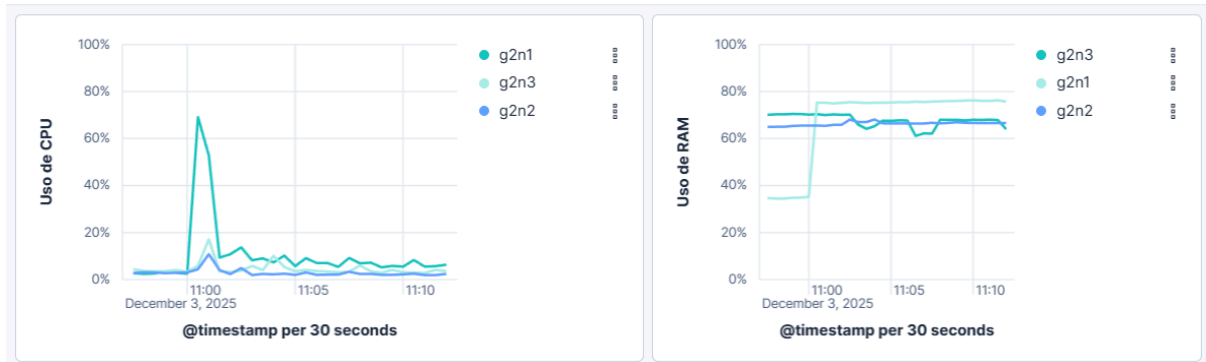 100%
80%
60%
40%
20%
0%
Uso de CPU
11:00
11:05
11:10
December 3, 2025
@timestamp per 30 seconds
g2n1
g2n3
g2n2
100%
80%
60%
40%
20%
0%
Uso de RAM
11:00
11:05
11:10
December 3, 2025
@timestamp per 30 seconds
g2n3
g2n1
g2n2